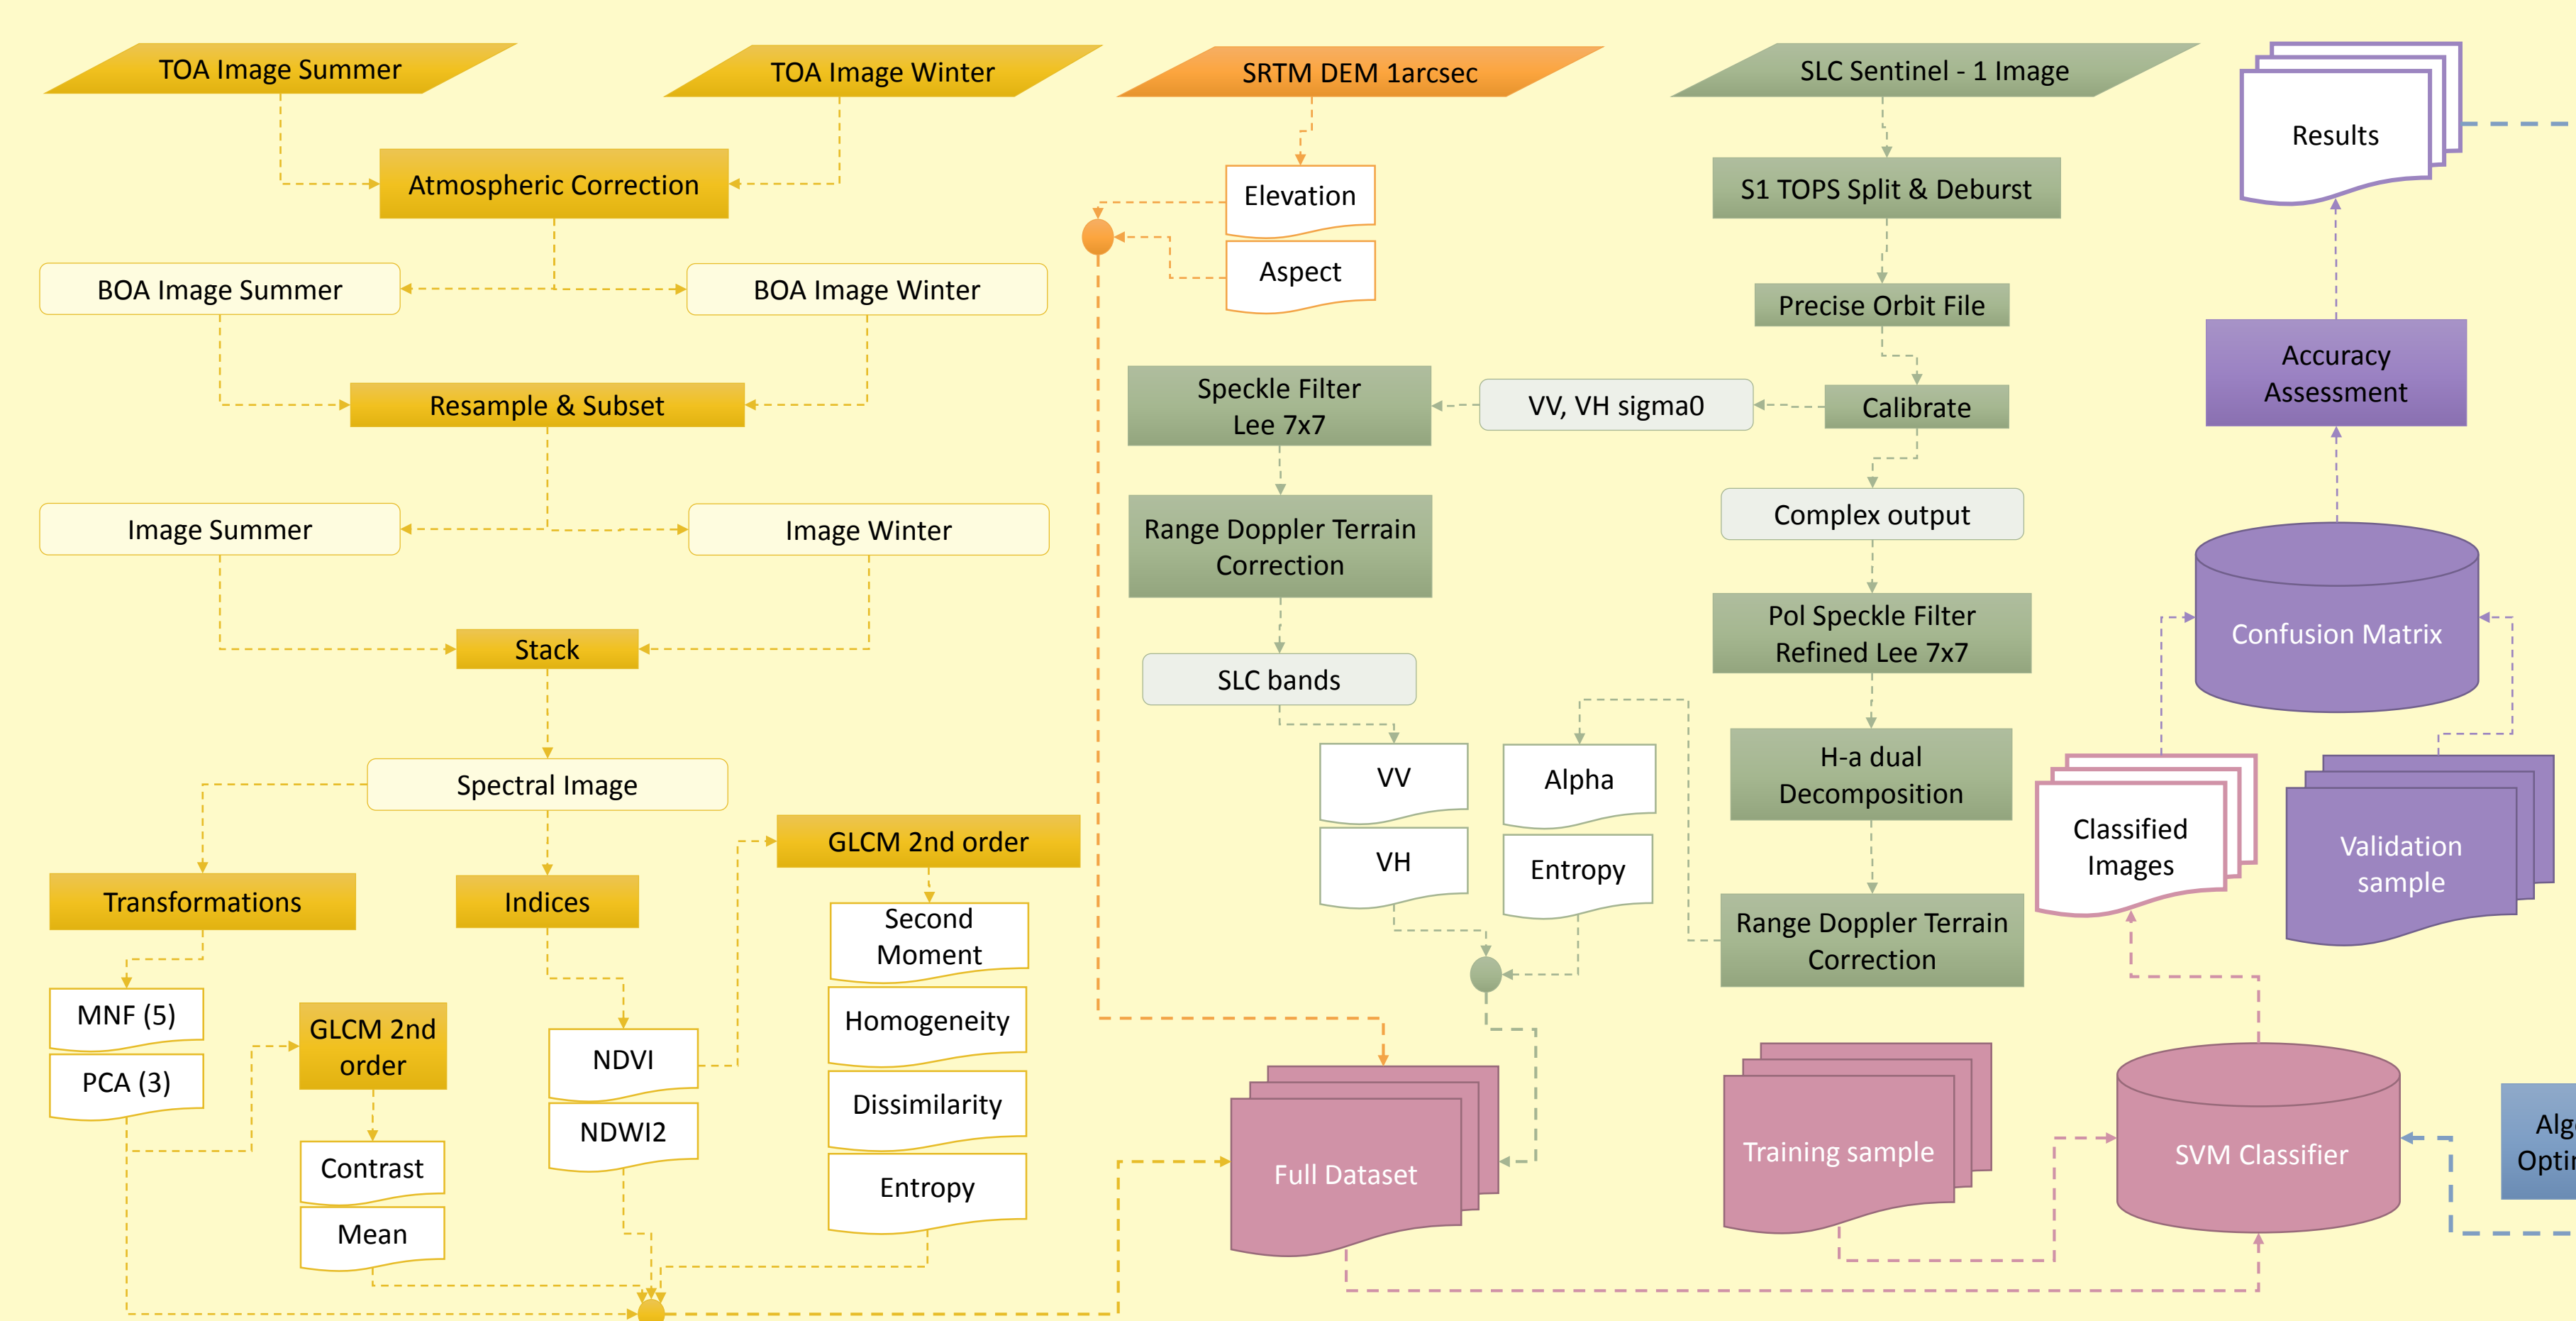 TOA Image Summer
TOA Image Winter
SRTM DEM 1arcsec
SLC Sentinel - 1 Image
Results
Atmospheric Correction
Elevation
S1 TOPS Split & Deburst
Aspect
BOA Image Summer
BOA Image Winter
Precise Orbit File
Accuracy
Assessment
Resample & Subset
Speckle Filter
Lee 7x7
VV, VH sigma0
Calibrate
Image Summer
Image Winter
Range Doppler Terrain
Correction
Complex output
Stack
Pol Speckle Filter
Refined Lee 7x7
Confusion Matrix
SLC bands
Spectral Image
VV
Alpha
H-a dual
Decomposition
GLCM 2nd order
VH
Entropy
Classified
Images
Validation
sample
Transformations
Indices
Second
Moment
Range Doppler Terrain
Correction
MNF (5)
GLCM 2nd
order
Homogeneity
PCA (3)
NDVI
Dissimilarity
NDWI2
Contrast
Mean
Entropy
Full Dataset
Training sample
SVM Classifier